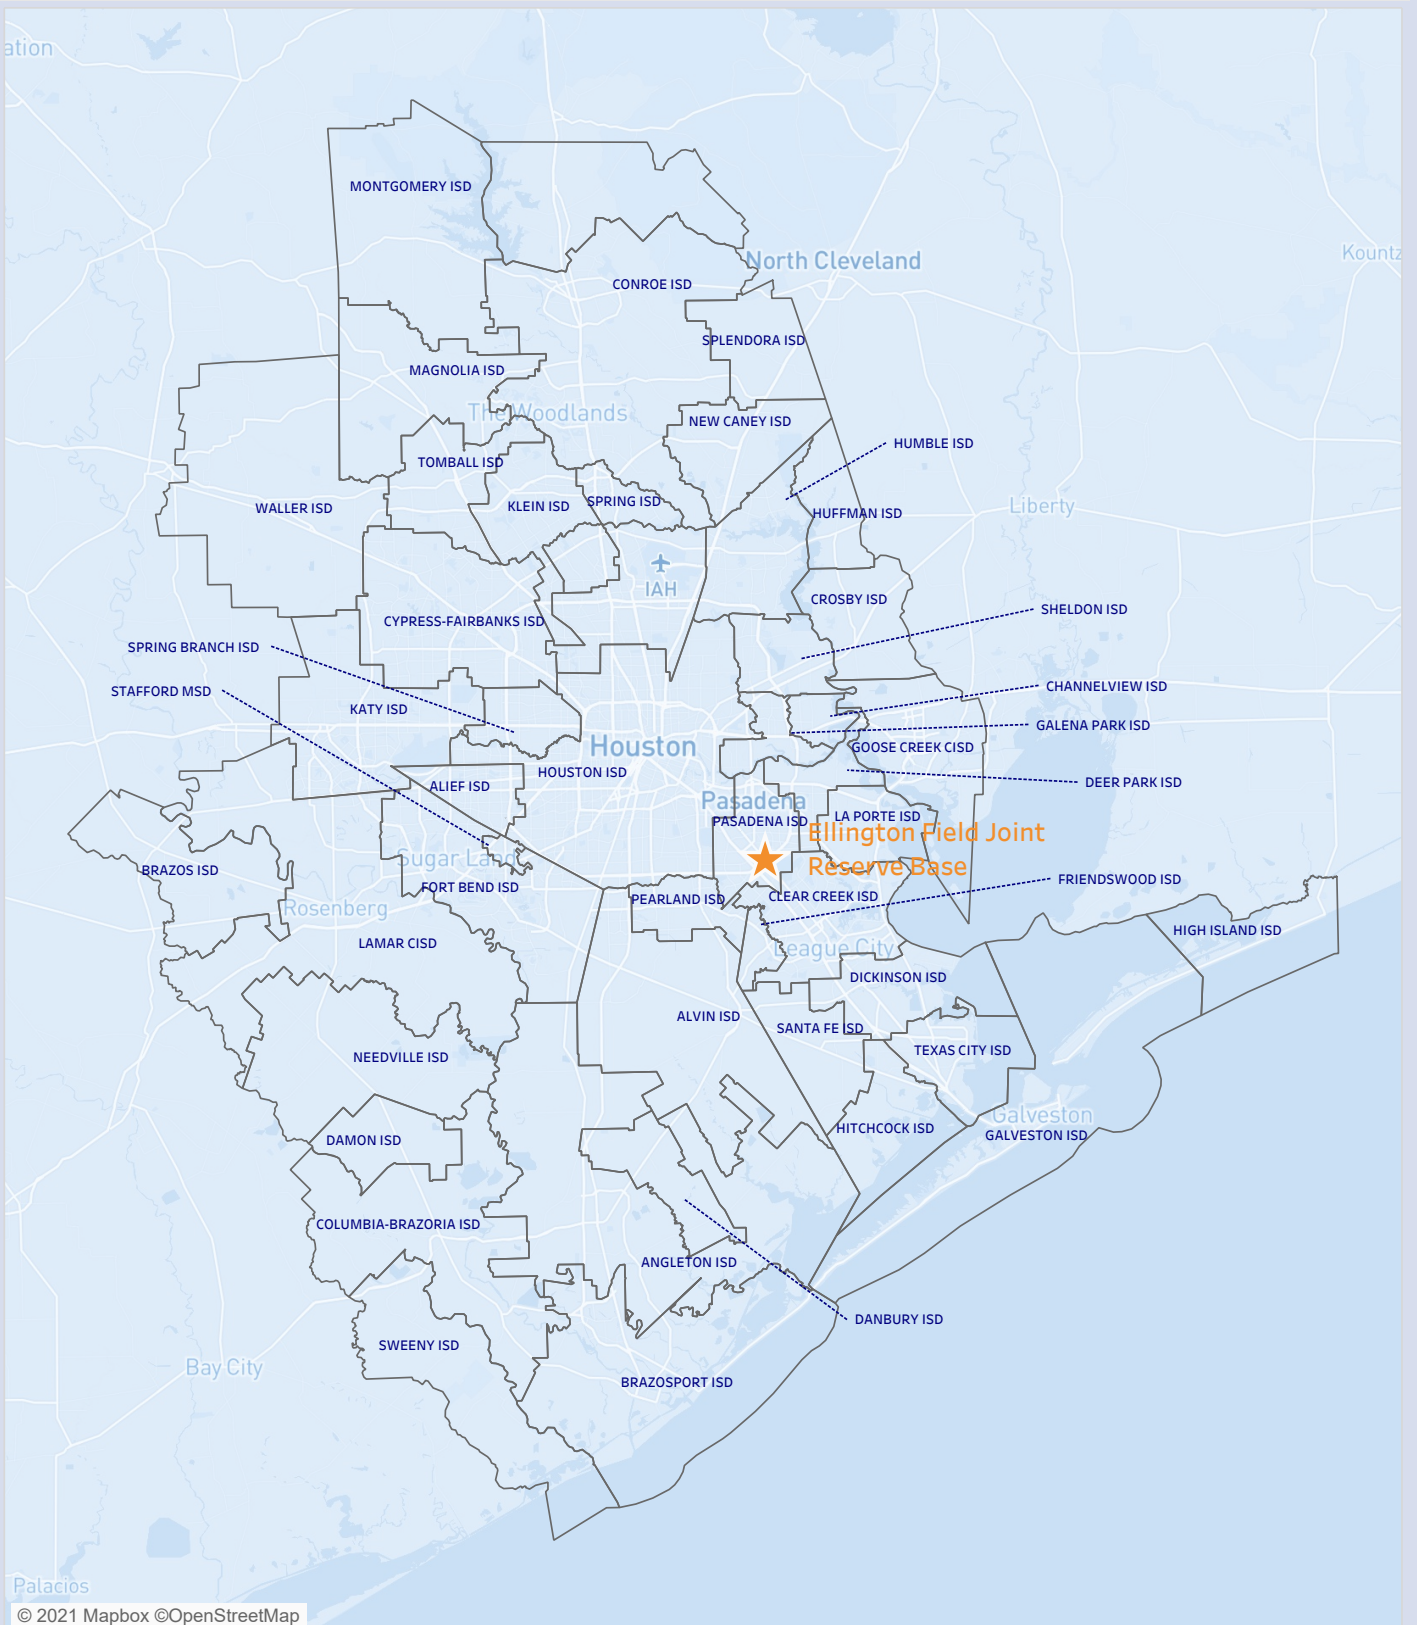 ation
MONTGOMERY ISD
North Cleveland
Kountz
CONROE ISD
SPLENDORA ISD
MAGNOLIA ISD
The Woodlands
NEW CANEY ISD
HUMBLE ISD
TOMBALL ISD
WALLER ISD
KLEIN ISD
SPRING ISD
HUFFMAN ISD
Liberty
IAH
CROSBY ISD
SHELDON ISD
CYPRESS-FAIRBANKS ISD
SPRING BRANCH ISD
STAFFORD MSD
CHANNELVIEW ISD
KATY ISD
GALENA PARK ISD
Houston
GOOSE CREEK CISD
HOUSTON ISD
ALIEF ISD
DEER PARK ISD
Pasadena
PASADENA ISD
LA PORTE ISD
Ellington Field Joint
Reserve Base
Sugar Land
BRAZOS ISD
FORT BEND ISD
FRIENDSWOOD ISD
PEARLAND ISD
CLEAR CREEK ISD
Rosenberg
HIGH ISLAND ISD
LAMAR CISD
League City
DICKINSON ISD
ALVIN ISD
SANTA FE ISD
NEEDVILLE ISD
TEXAS CITY ISD
Galveston
DAMON ISD
HITCHCOCK ISD
GALVESTON ISD
COLUMBIA-BRAZORIA ISD
ANGLETON ISD
DANBURY ISD
SWEENY ISD
Bay City
BRAZOSPORT ISD
Palacios
© 2021 Mapbox ©OpenStreetMap